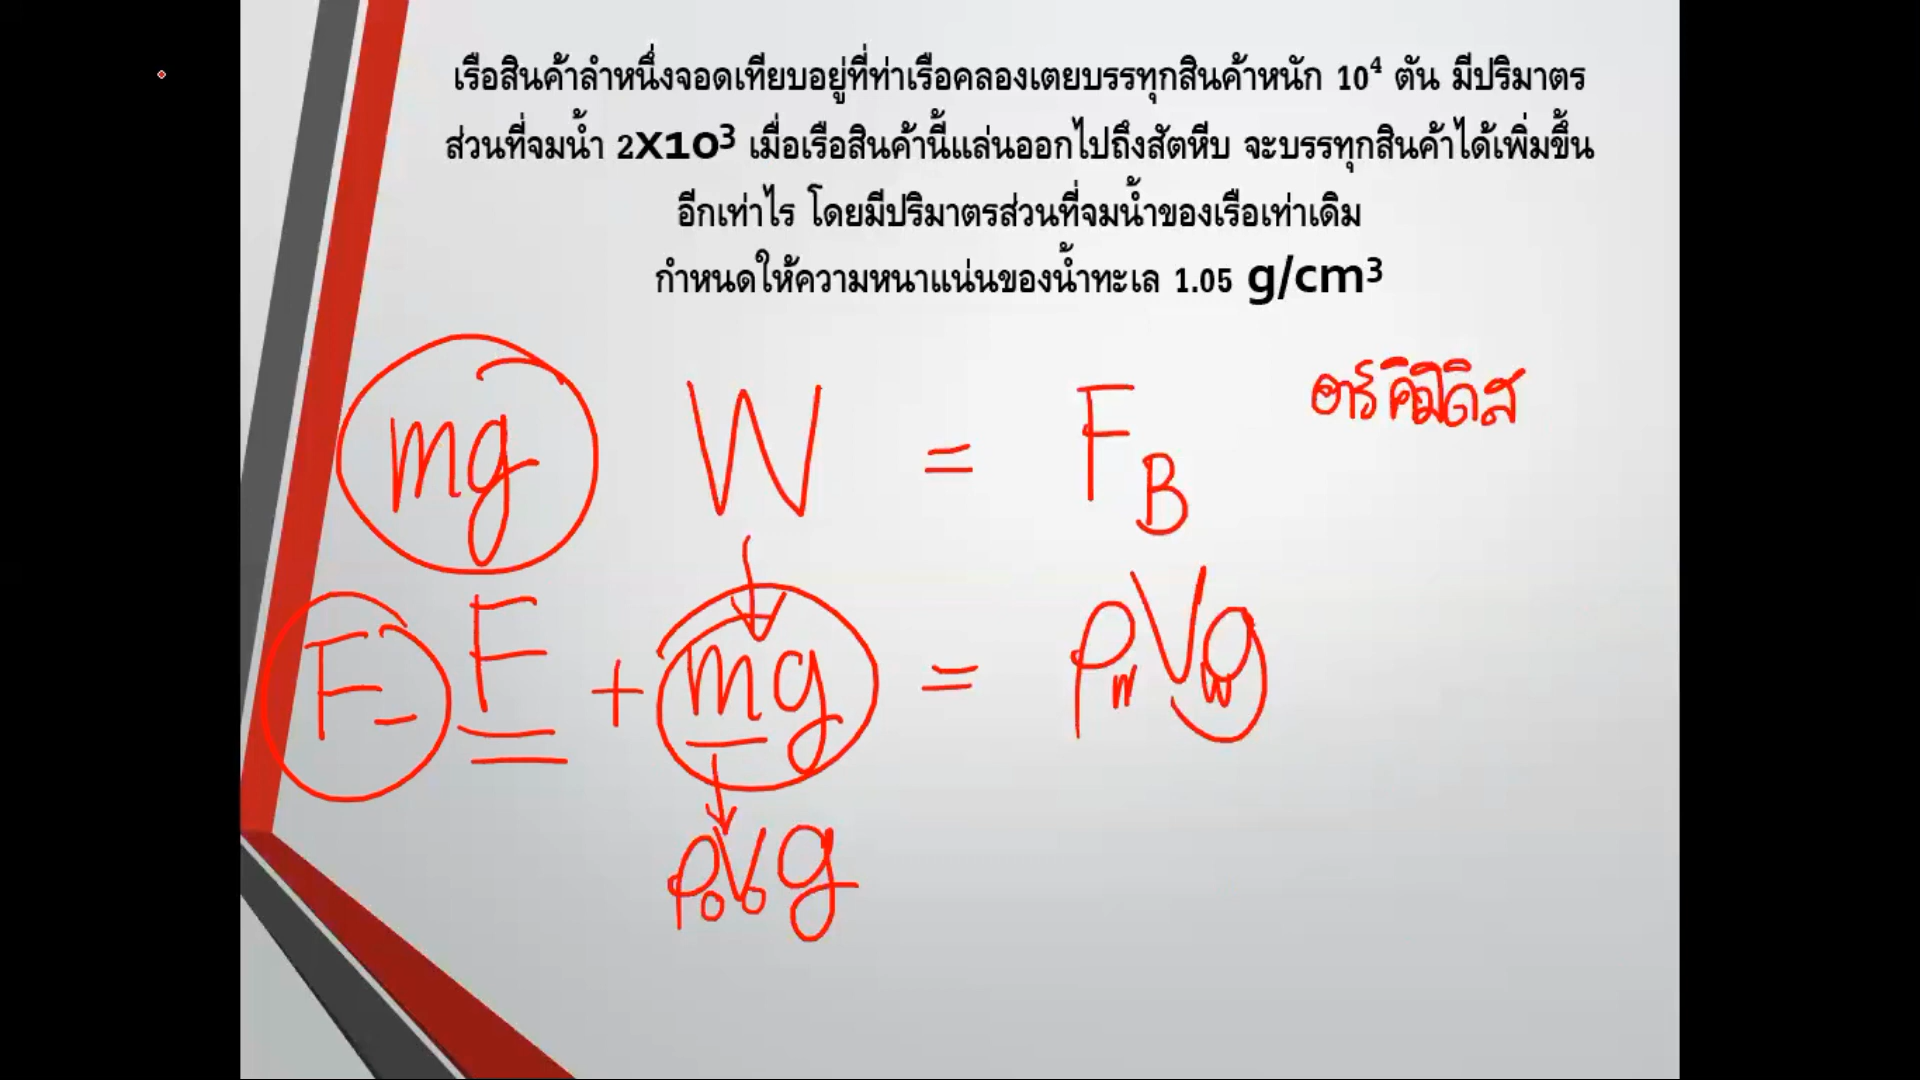 เรือสินค้าลำหนึ่งจอดเทียบอยู่ที่ท่าเรือคลองเตยบรรทุกสินค้าหนัก 10⁴ ตัน มีปริมาตร
ส่วนที่จมน้ำ 2X10³ เมื่อเรือสินค้านี้แล่นออกไปถึงสัตหีบ จะบรรทุกสินค้าได้เพิ่มขึ้น
อีกเท่าไร โดยมีปริมาตรส่วนที่จมน้ำของเรือเท่าเดิม
กำหนดให้ความหนาแน่นของน้ำทะเล 1.05 g/cm³
อาร์คิมิดิส
mg W = F_B
F- F + mg = ρVg
ρ₀V₀g